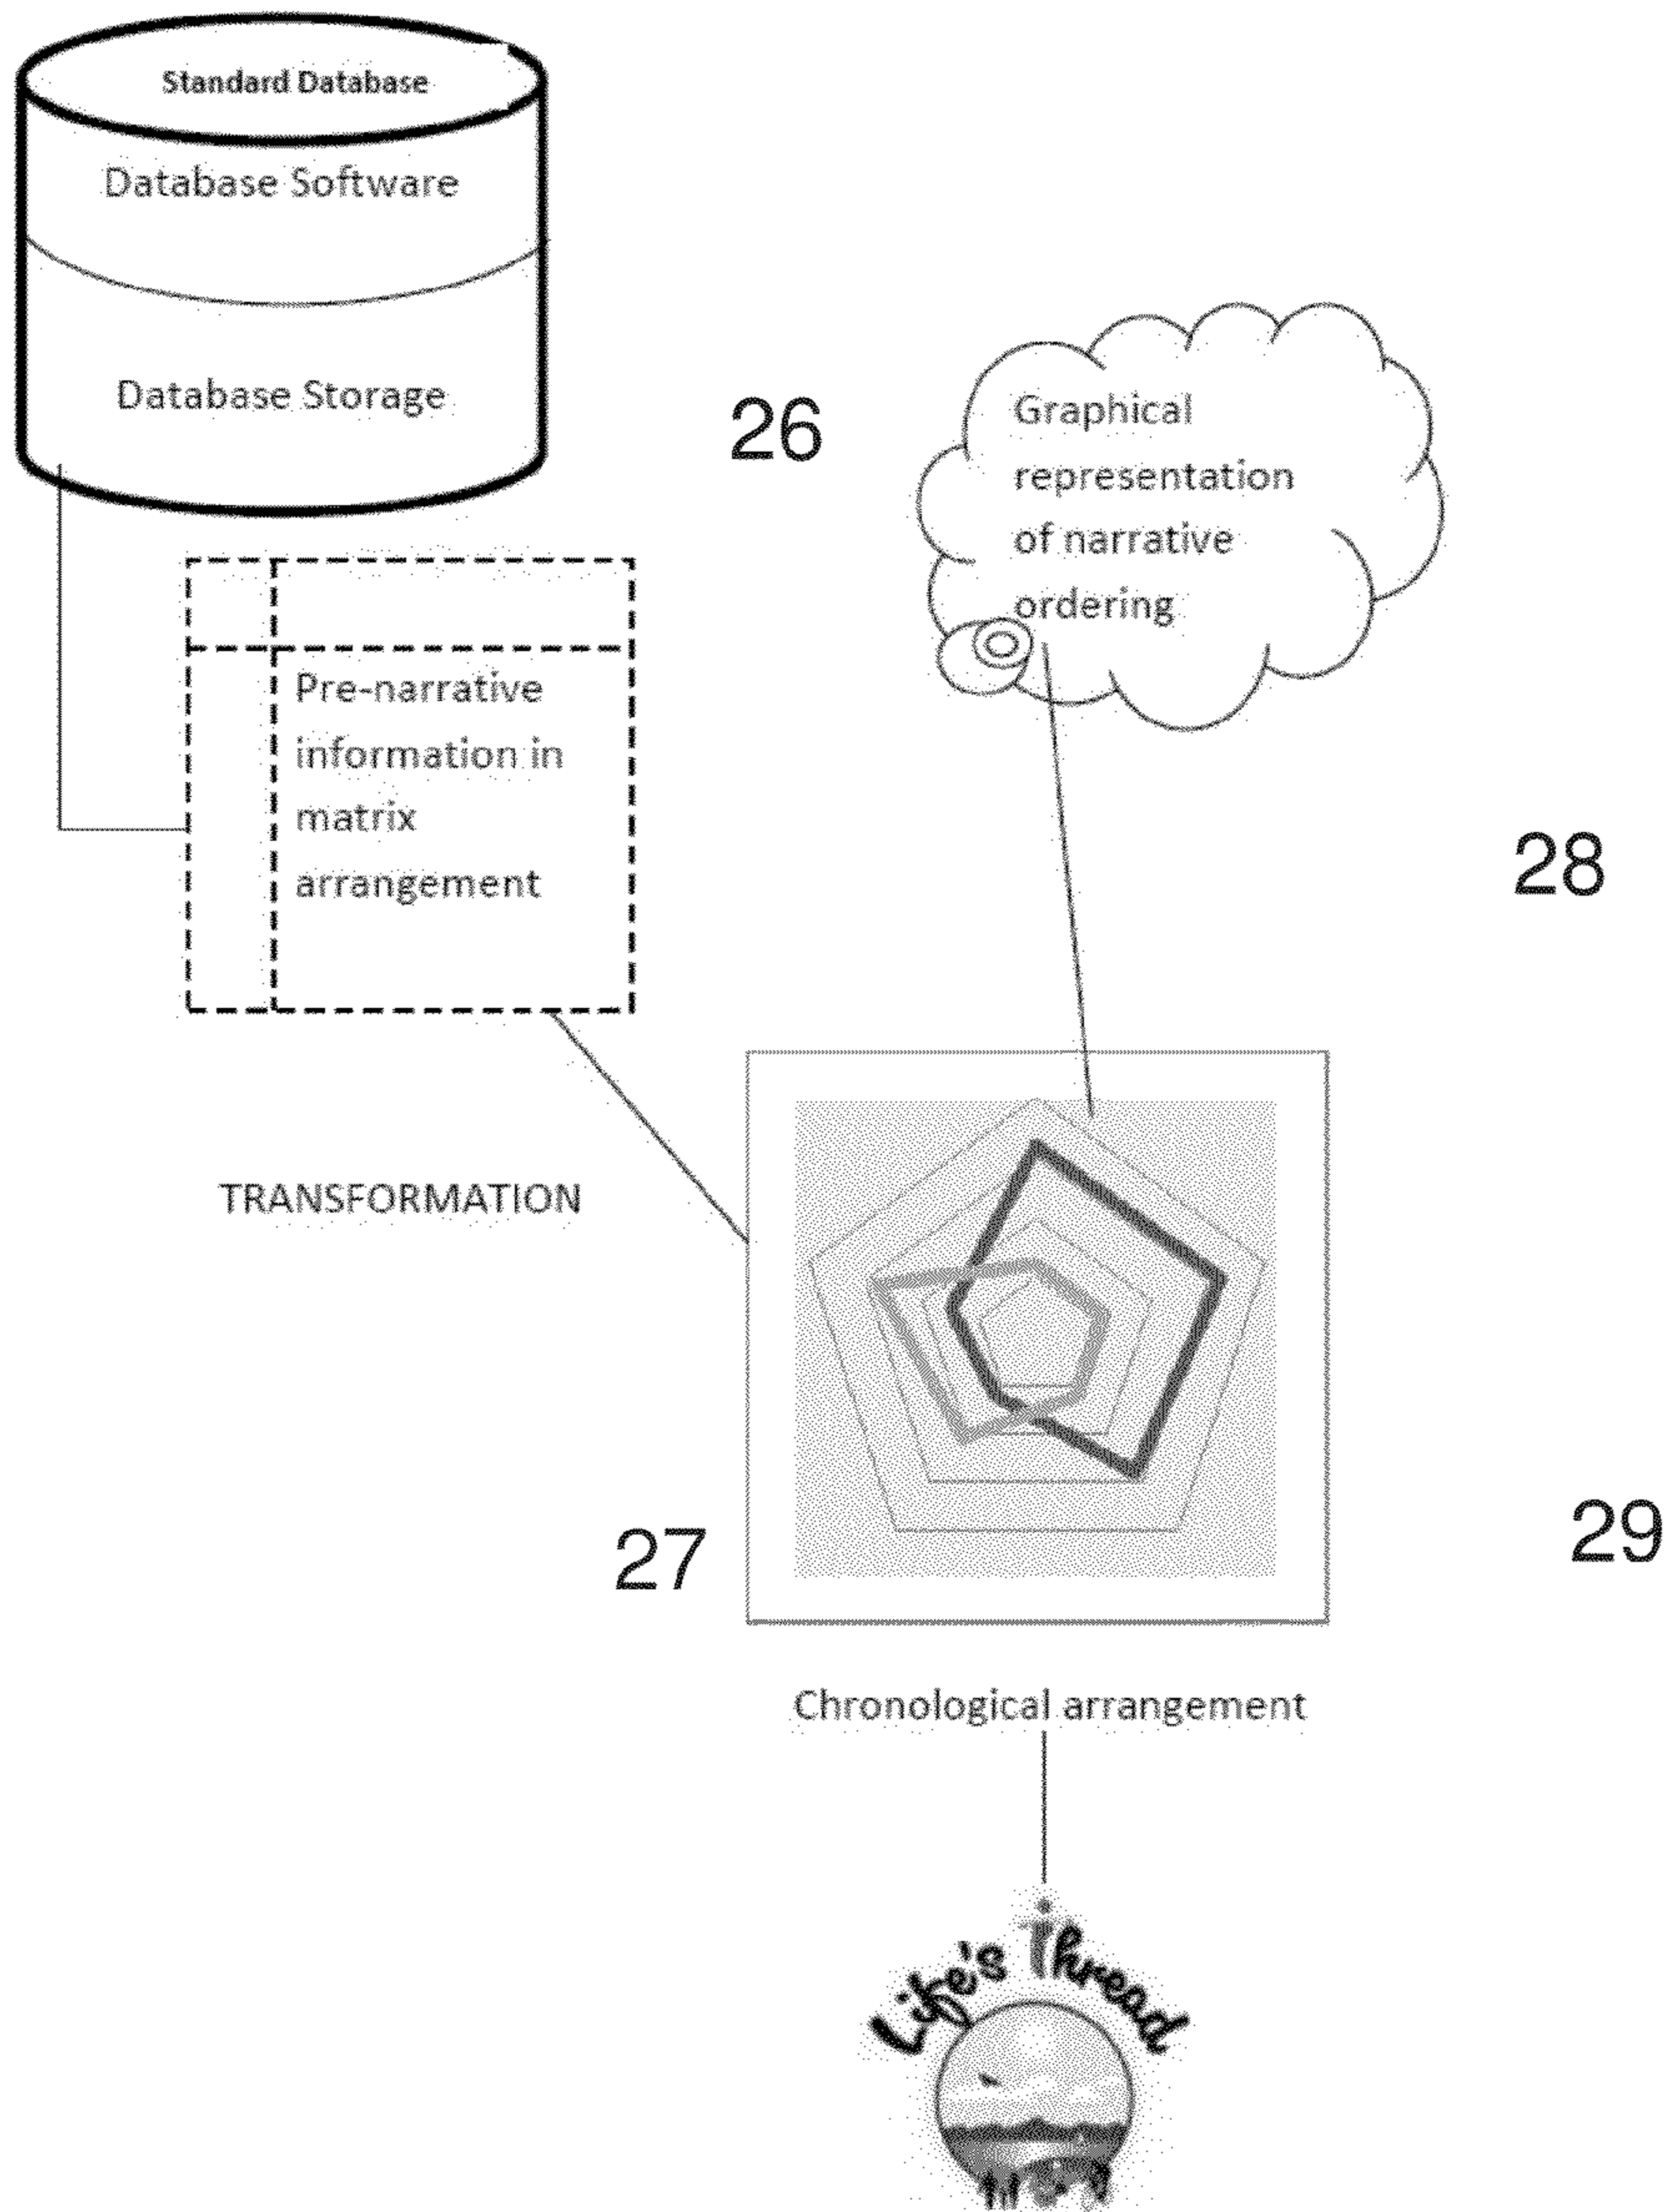 Standard Database
Database Software
Database Storage
26
Graphical
representation
of narrative
ordering
Pre-narrative
information in
matrix
arrangement
28
TRANSFORMATION
27
29
Chronological arrangement
Life's Thread